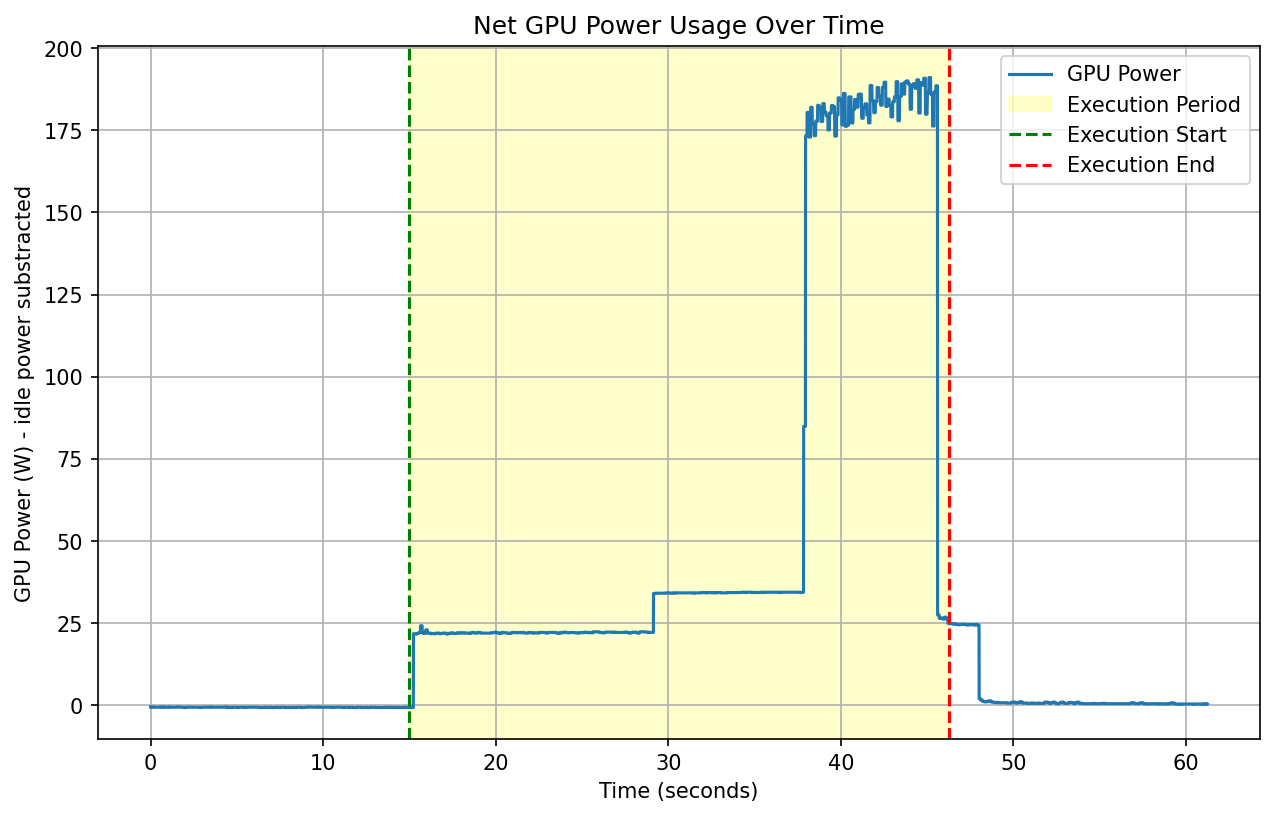 Net GPU Power Usage Over Time
GPU Power (W) - idle power substracted
200
175
150
125
100
75
50
25
0
GPU Power
Execution Period
Execution Start
Execution End
0 10 20 30 40 50 60
Time (seconds)